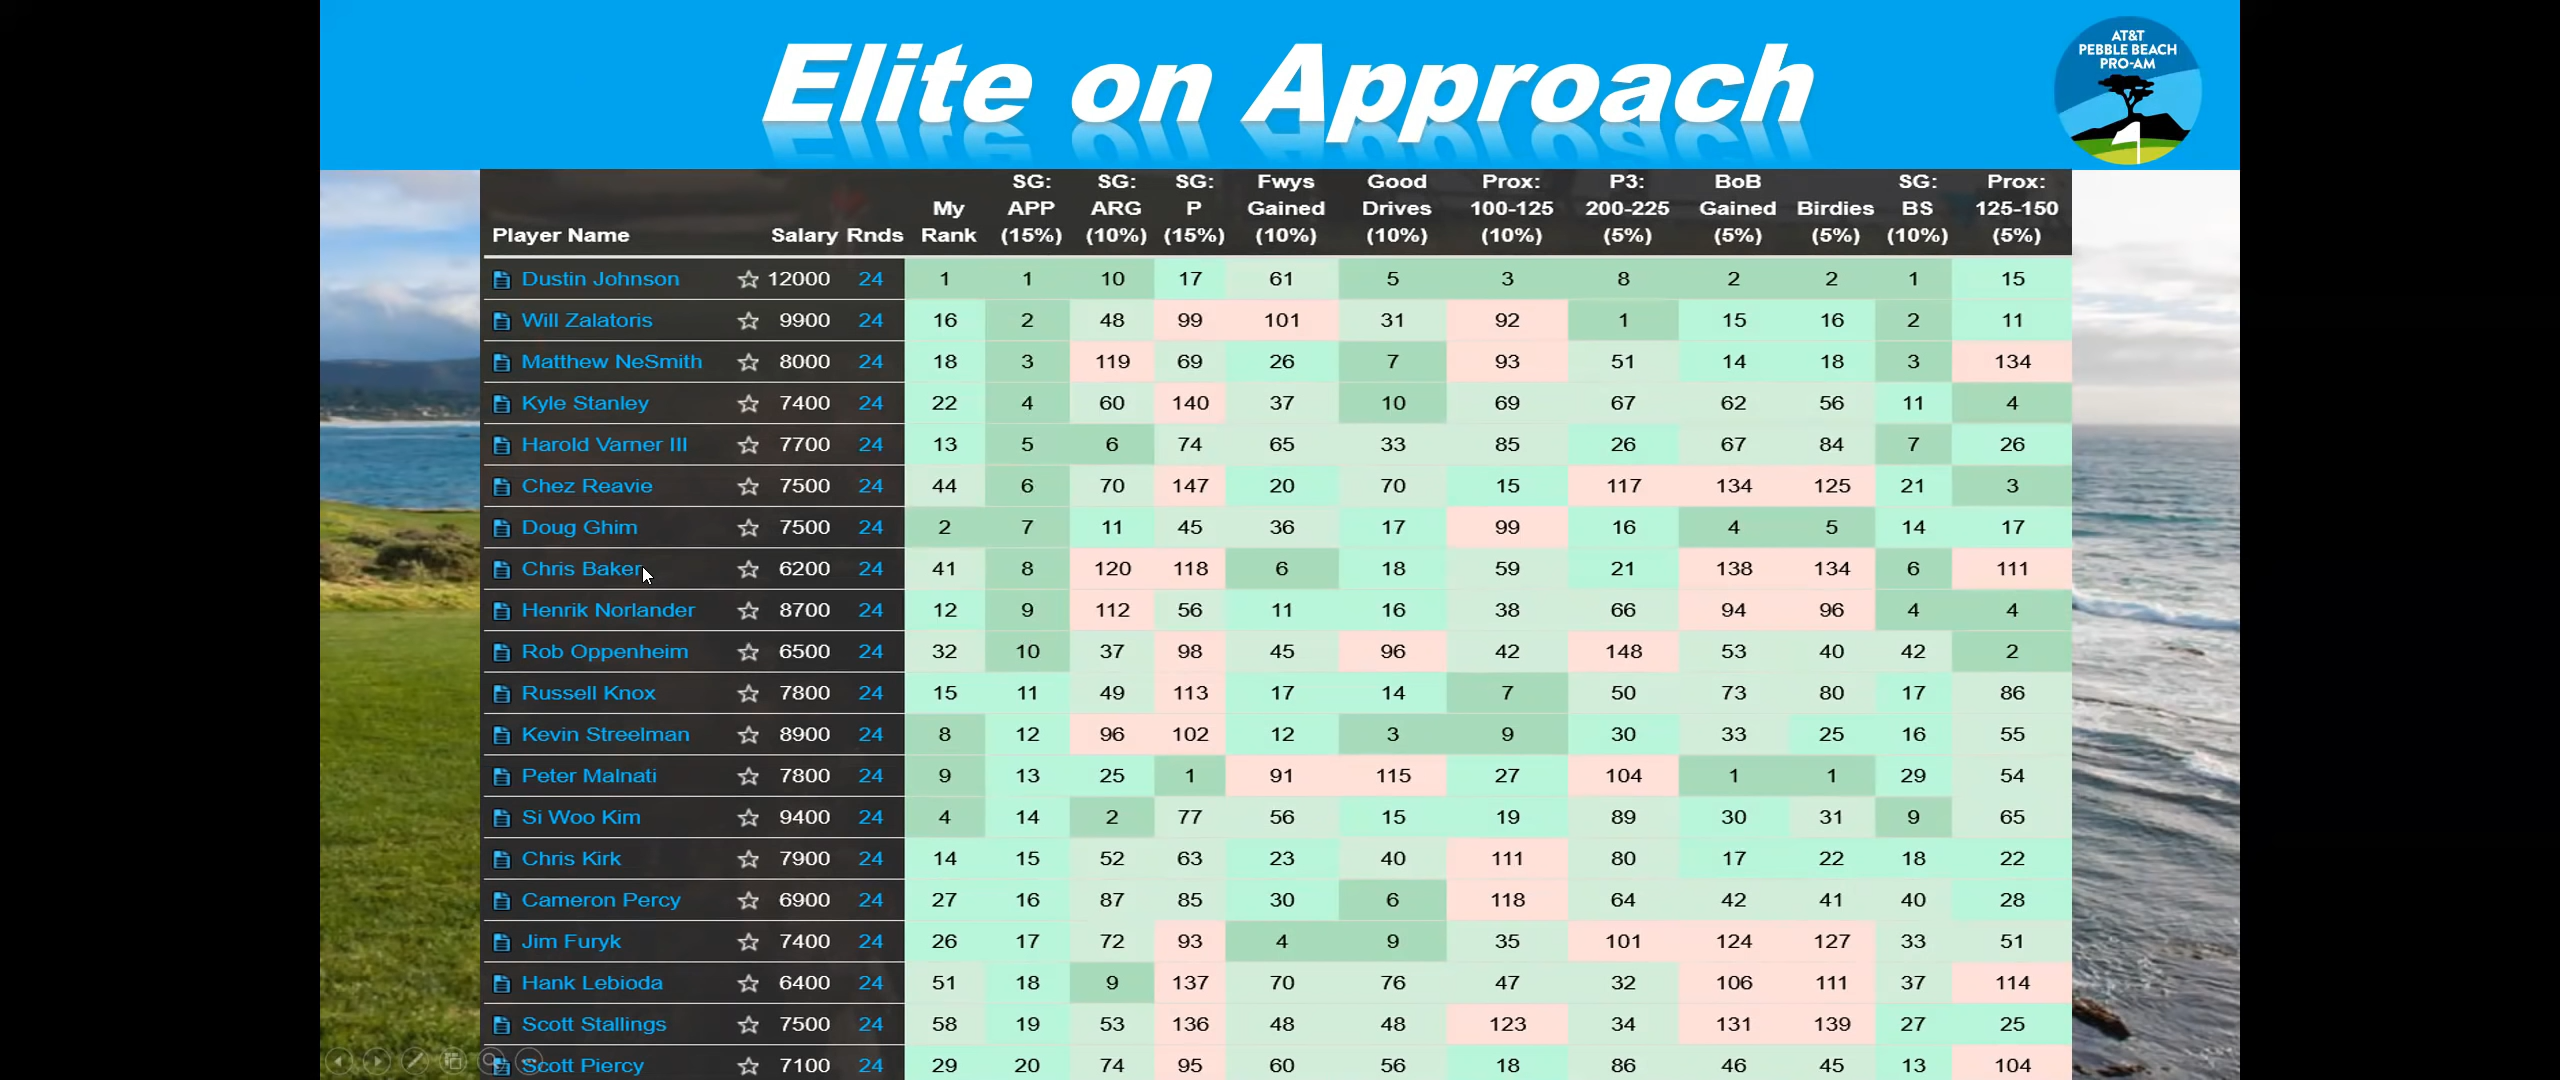 Elite on Approach
AT&T
PEBBLE BEACH
PRO-AM
Player Name Salary Rnds My Rank SG: APP (15%) SG: ARG (10%) SG: P (15%) Fwys Gained (10%) Good Drives (10%) Prox: 100-125 (10%) P3: 200-225 (5%) BoB Gained (5%) Birdies (5%) SG: BS (10%) Prox: 125-150 (5%)
Dustin Johnson 12000 24 1 1 10 17 61 5 3 8 2 2 1 15
Will Zalatoris 9900 24 16 2 48 99 101 31 92 1 15 16 2 11
Matthew NeSmith 8000 24 18 3 119 69 26 7 93 51 14 18 3 134
Kyle Stanley 7400 24 22 4 60 140 37 10 69 67 62 56 11 4
Harold Varner III 7700 24 13 5 6 74 65 33 85 26 67 84 7 26
Chez Reavie 7500 24 44 6 70 147 20 70 15 117 134 125 21 3
Doug Ghim 7500 24 2 7 11 45 36 17 99 16 4 5 14 17
Chris Baker 6200 24 41 8 120 118 6 18 59 21 138 134 6 111
Henrik Norlander 8700 24 12 9 112 56 11 16 38 66 94 96 4 4
Rob Oppenheim 6500 24 32 10 37 98 45 96 42 148 53 40 42 2
Russell Knox 7800 24 15 11 49 113 17 14 7 50 73 80 17 86
Kevin Streelman 8900 24 8 12 96 102 12 3 9 30 33 25 16 55
Peter Malnati 7800 24 9 13 25 1 91 115 27 104 1 1 29 54
Si Woo Kim 9400 24 4 14 2 77 56 15 19 89 30 31 9 65
Chris Kirk 7900 24 14 15 52 63 23 40 111 80 17 22 18 22
Cameron Percy 6900 24 27 16 87 85 30 6 118 64 42 41 40 28
Jim Furyk 7400 24 26 17 72 93 4 9 35 101 124 127 33 51
Hank Lebioda 6400 24 51 18 9 137 70 76 47 32 106 111 37 114
Scott Stallings 7500 24 58 19 53 136 48 48 123 34 131 139 27 25
Scott Piercy 7100 24 29 20 74 95 60 56 18 86 46 45 13 104